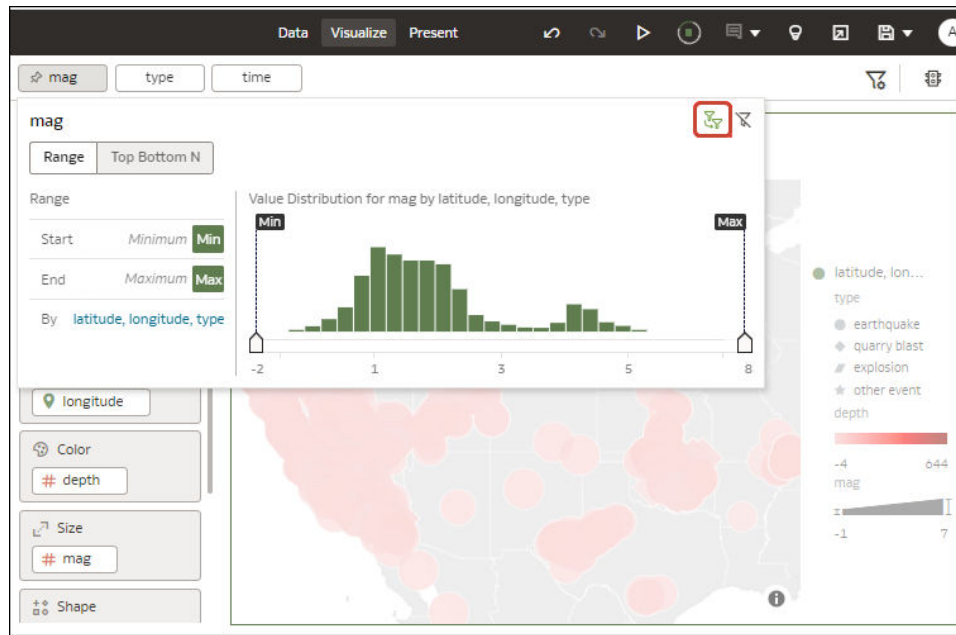 Data Visualize Present
A
mag type time
mag
Range Top Bottom N
Range
Value Distribution for mag by latitude, longitude, type
Min Max
Start Minimum Min
End Maximum Max
By latitude, longitude, type
-2 1 3 5 8
latitude, lon...
type
earthquake
quarry blast
explosion
other event
depth
-4 644
mag
-1 7
longitude
Color
# depth
Size
# mag
Shape